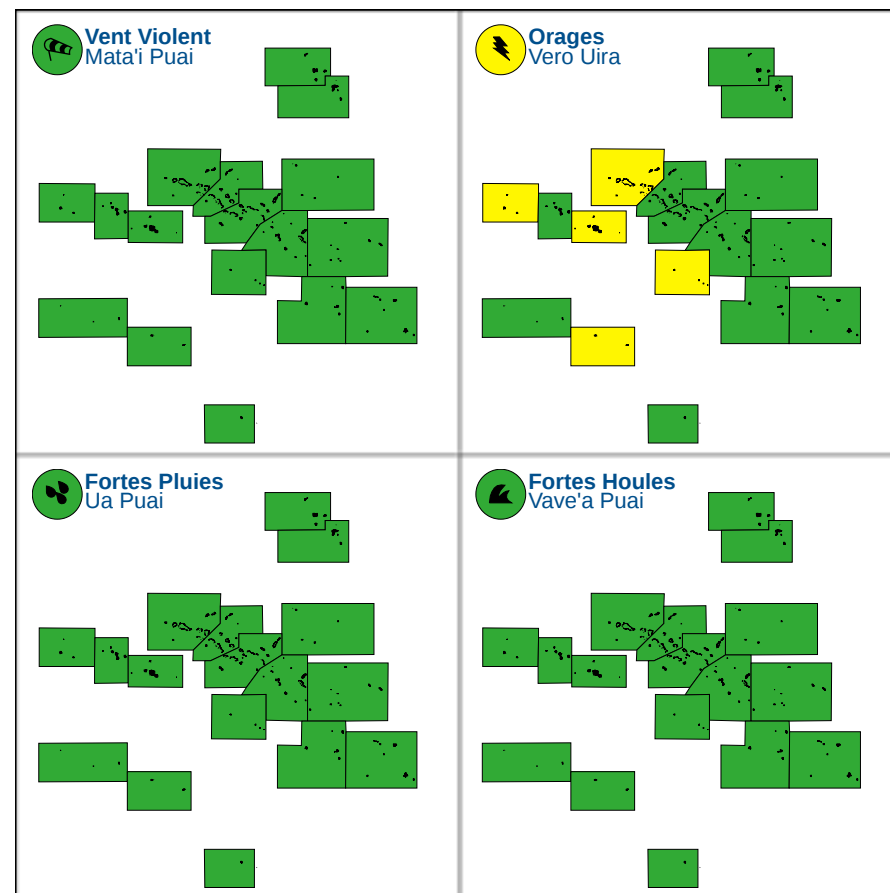 Vent Violent
Mata'i Puai
Orages
Vero Uira
Fortes Pluies
Ua Puai
Fortes Houles
Vave'a Puai